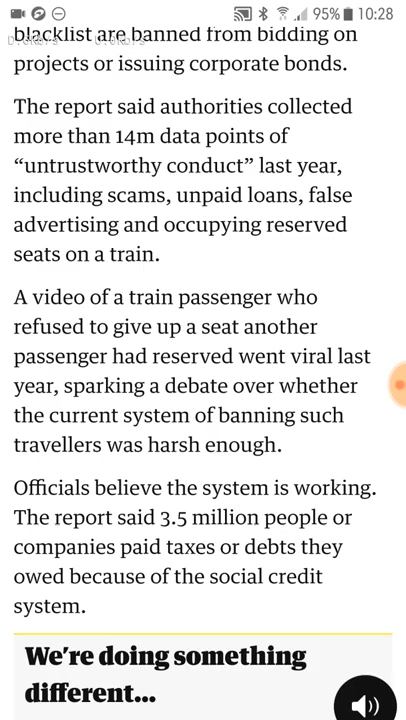 95% 10:28
blacklist are banned from bidding on
projects or issuing corporate bonds.
The report said authorities collected
more than 14m data points of
“untrustworthy conduct” last year,
including scams, unpaid loans, false
advertising and occupying reserved
seats on a train.
A video of a train passenger who
refused to give up a seat another
passenger had reserved went viral last
year, sparking a debate over whether
the current system of banning such
travellers was harsh enough.
Officials believe the system is working.
The report said 3.5 million people or
companies paid taxes or debts they
owed because of the social credit
system.
We’re doing something
different...